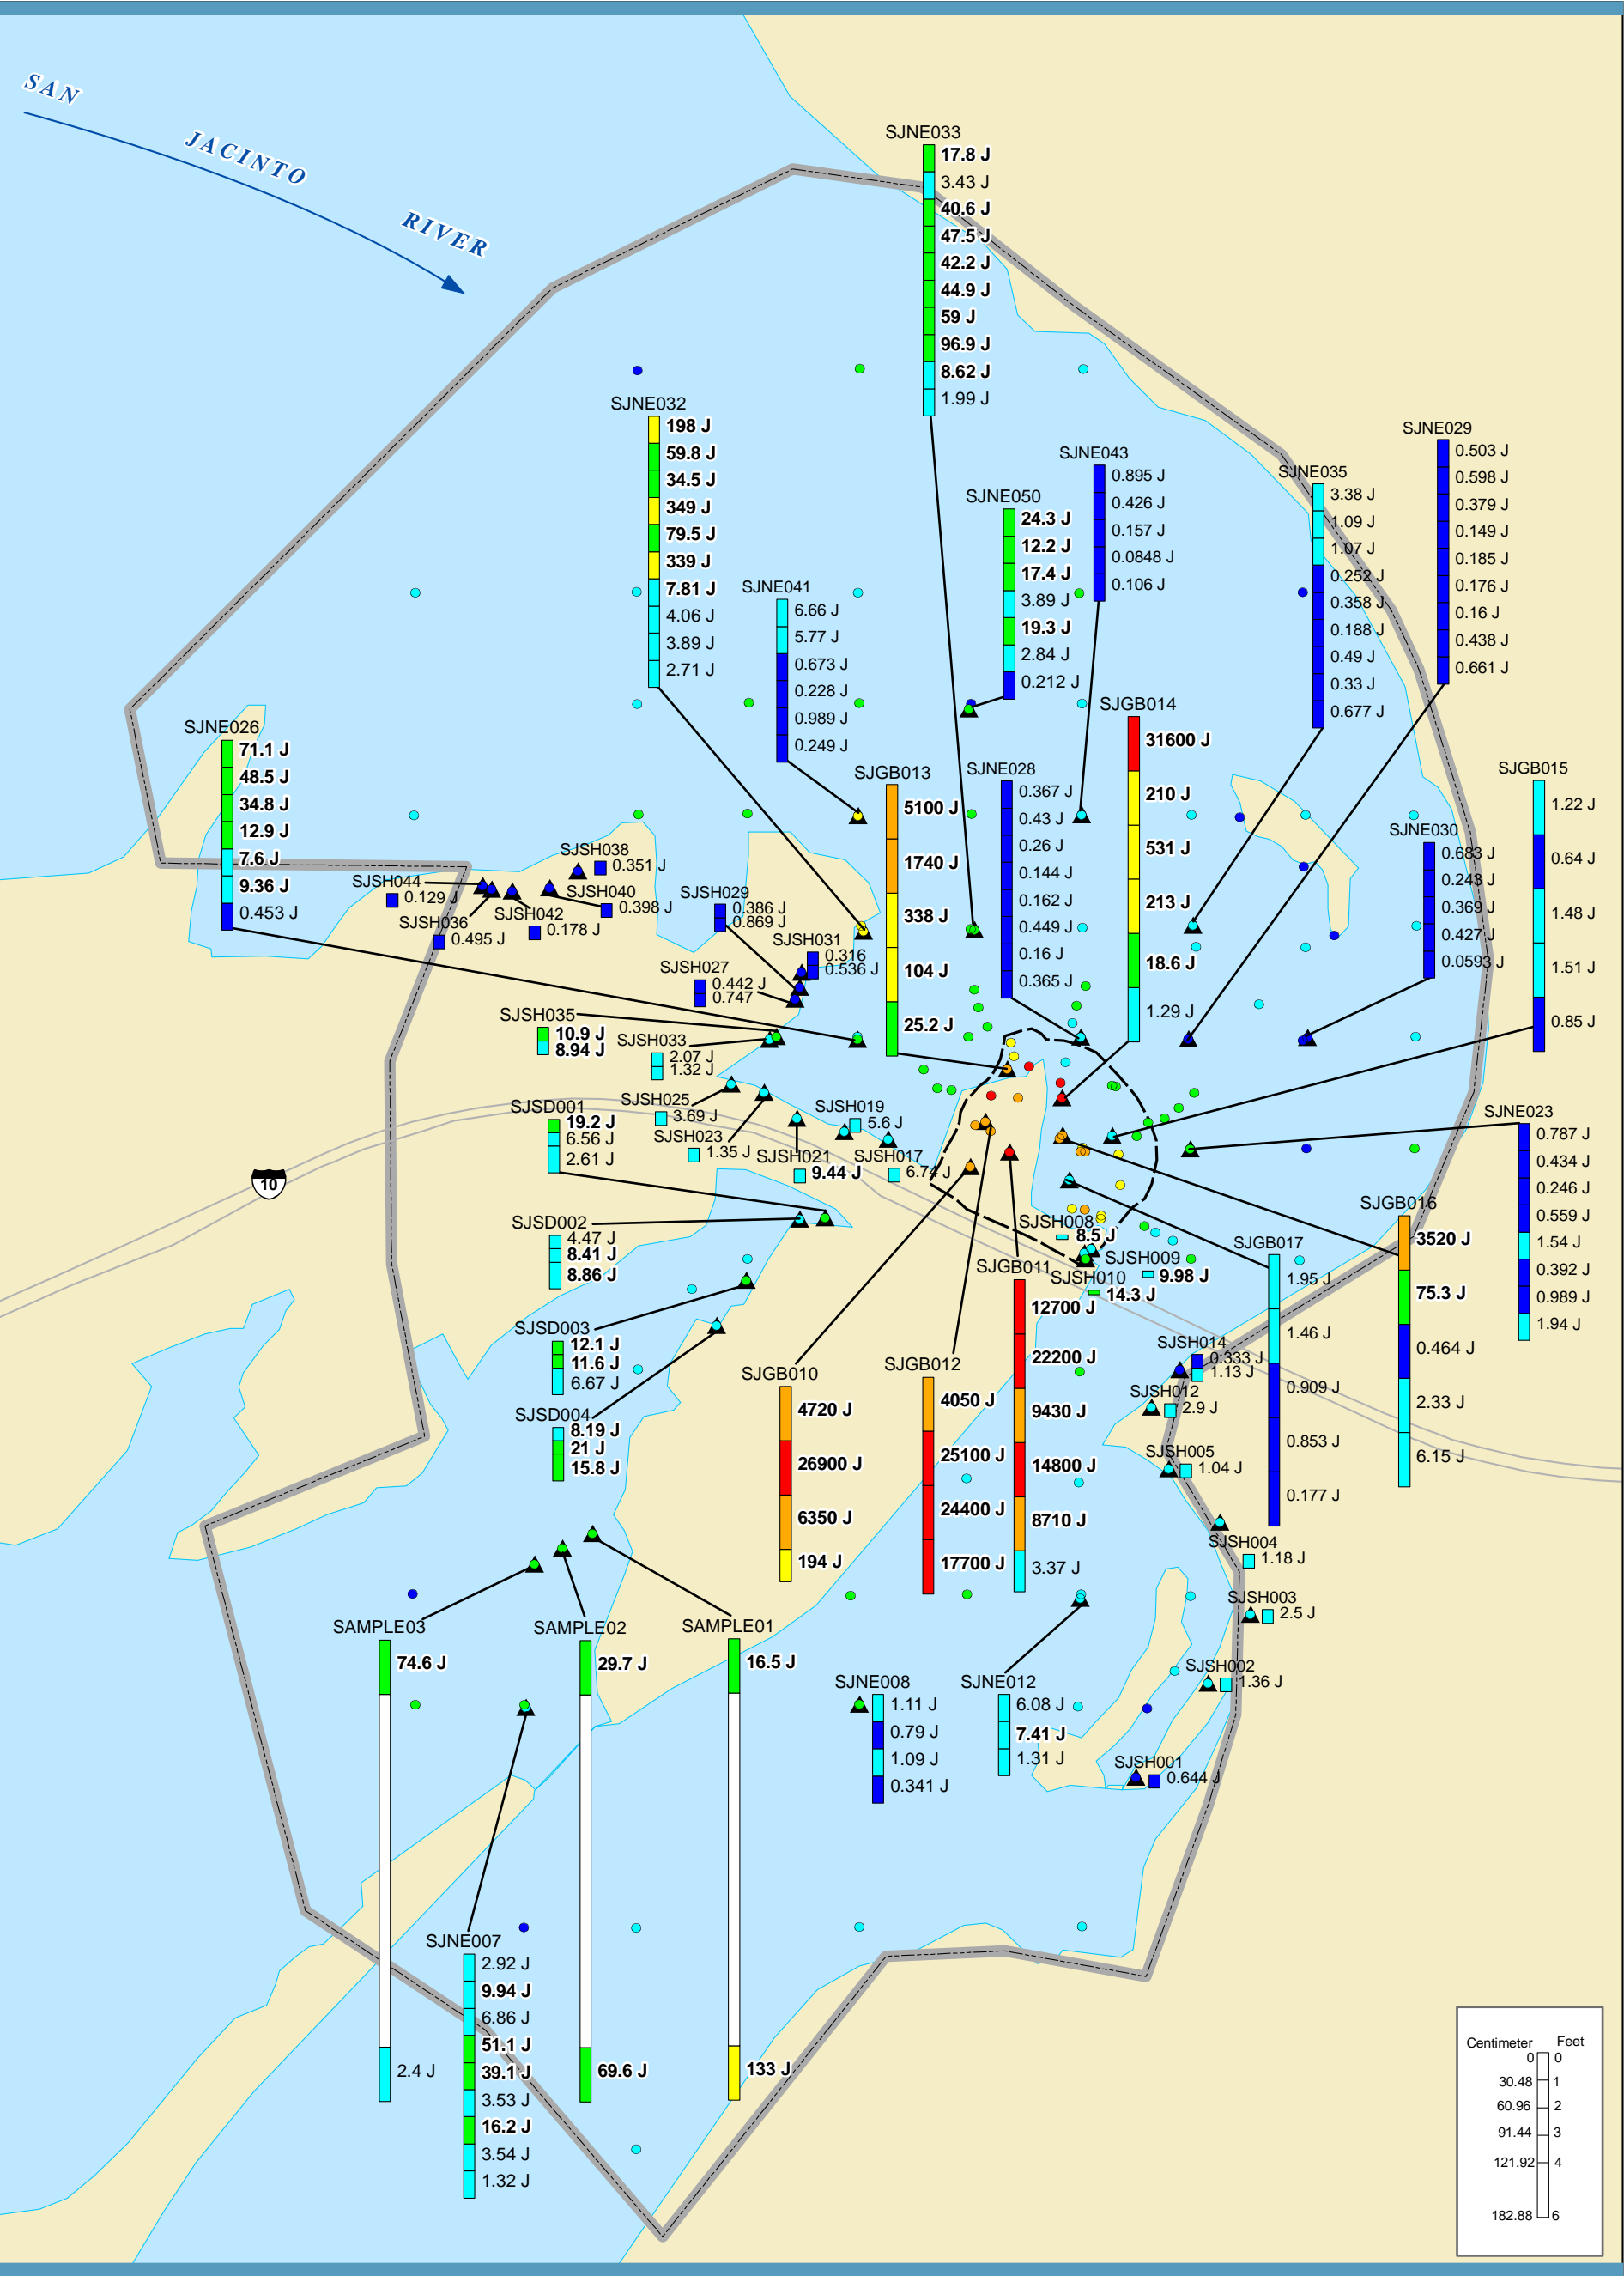 SAN
JACINTO
RIVER
SJNE033
17.8 J
3.43 J
40.6 J
47.5 J
42.2 J
44.9 J
59 J
96.9 J
8.62 J
1.99 J
SJNE032
198 J
59.8 J
34.5 J
349 J
79.5 J
339 J
7.81 J
4.06 J
3.89 J
2.71 J
SJNE041
6.66 J
5.77 J
0.673 J
0.228 J
0.989 J
0.249 J
SJNE050
24.3 J
12.2 J
17.4 J
3.89 J
19.3 J
2.84 J
0.212 J
SJNE043
0.895 J
0.426 J
0.157 J
0.0848 J
0.106 J
SJNE035
3.38 J
1.09 J
1.07 J
0.252 J
0.358 J
0.188 J
0.49 J
0.33 J
0.677 J
SJNE029
0.503 J
0.598 J
0.379 J
0.149 J
0.185 J
0.176 J
0.16 J
0.438 J
0.661 J
SJNE026
71.1 J
48.5 J
34.8 J
12.9 J
7.6 J
9.36 J
0.453 J
SJGB013
5100 J
1740 J
338 J
104 J
25.2 J
SJNE028
0.367 J
0.43 J
0.26 J
0.144 J
0.162 J
0.449 J
0.16 J
0.365 J
SJGB014
31600 J
210 J
531 J
213 J
18.6 J
1.29 J
SJGB015
1.22 J
0.64 J
1.48 J
1.51 J
0.85 J
SJNE030
0.683 J
0.243 J
0.369 J
0.427 J
0.0593 J
SJSH038
0.351 J
SJSH044
0.129 J
SJSH040
0.398 J
SJSH036
0.495 J
SJSH042
0.178 J
SJSH029
0.386 J
0.869 J
SJSH031
0.316
0.536 J
SJSH027
0.442 J
0.747
SJSH035
10.9 J
8.94 J
SJSH033
2.07 J
1.32 J
SJSH025
3.69 J
SJSH023
1.35 J
SJSH021
9.44 J
SJSH019
5.6 J
SJSH017
6.74 J
SJSD001
19.2 J
6.56 J
2.61 J
10
SJSD002
4.47 J
8.41 J
8.86 J
SJSD003
12.1 J
11.6 J
6.67 J
SJSD004
8.19 J
21 J
15.8 J
SJNE023
0.787 J
0.434 J
0.246 J
0.559 J
1.54 J
0.392 J
0.989 J
1.94 J
SJSH008
8.5 J
SJSH009
9.98 J
SJSH010
14.3 J
SJGB016
3520 J
75.3 J
0.464 J
2.33 J
6.15 J
SJGB017
1.95 J
1.46 J
0.909 J
0.853 J
0.177 J
SJGB011
12700 J
22200 J
9430 J
14800 J
8710 J
3.37 J
SJGB010
4720 J
26900 J
6350 J
194 J
SJGB012
4050 J
25100 J
24400 J
17700 J
SJSH014
0.333 J
1.13 J
SJSH012
2.9 J
SJSH005
1.04 J
SJSH004
1.18 J
SJSH003
2.5 J
SJSH002
1.36 J
SJSH001
0.644 J
SAMPLE03
74.6 J
2.4 J
SAMPLE02
29.7 J
69.6 J
SAMPLE01
16.5 J
133 J
SJNE008
1.11 J
0.79 J
1.09 J
0.341 J
SJNE012
6.08 J
7.41 J
1.31 J
SJNE007
2.92 J
9.94 J
6.86 J
51.1 J
39.1 J
3.53 J
16.2 J
3.54 J
1.32 J
Centimeter Feet
0 0
30.48 1
60.96 2
91.44 3
121.92 4
182.88 6